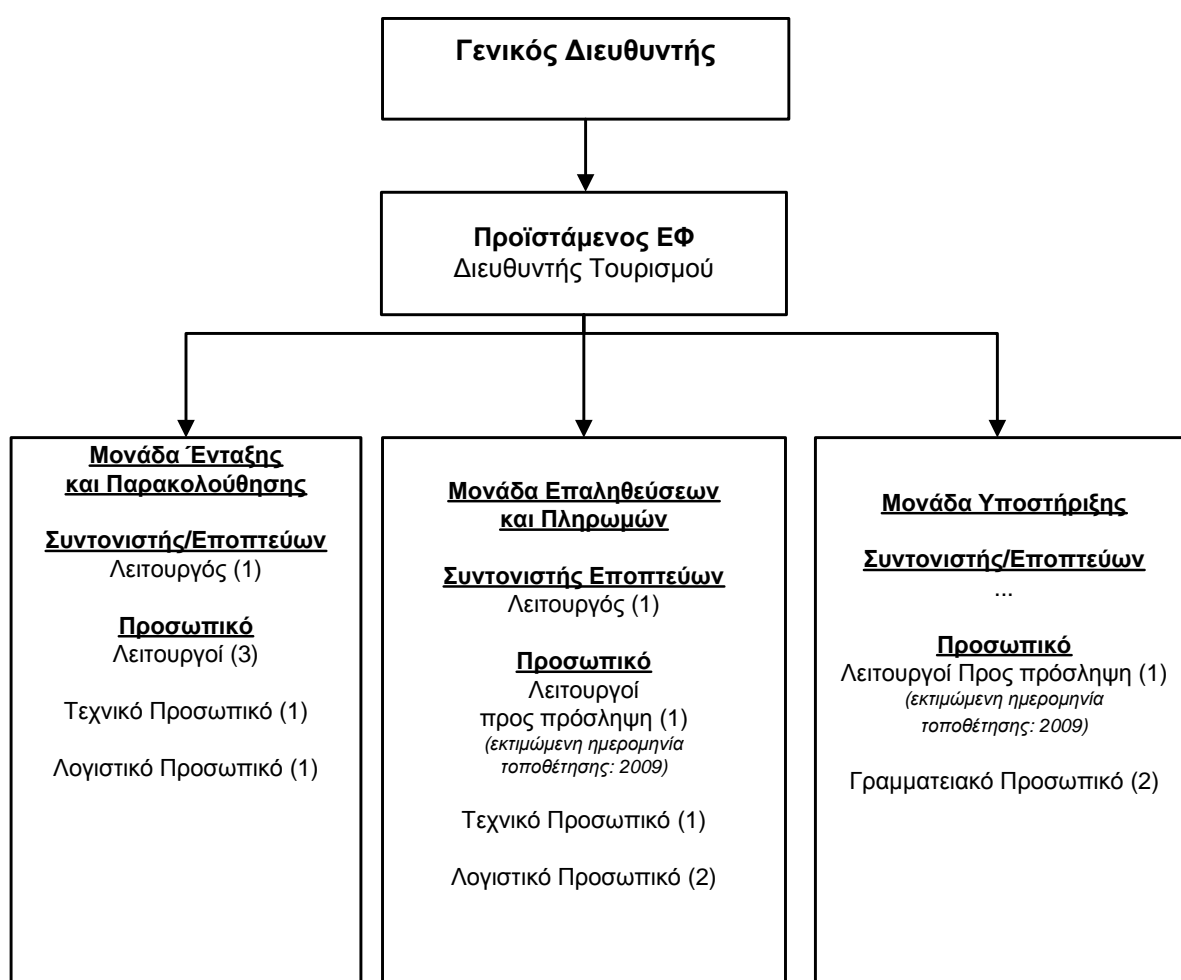 Γενικός Διευθυντής
Προϊστάμενος ΕΦ
Διευθυντής Τουρισμού
Μονάδα Ένταξης
και Παρακολούθησης
Συντονιστής/Εποπτεύων
Λειτουργός (1)
Προσωπικό
Λειτουργοί (3)
Τεχνικό Προσωπικό (1)
Λογιστικό Προσωπικό (1)
Μονάδα Επαληθεύσεων
και Πληρωμών
Συντονιστής Εποπτεύων
Λειτουργός (1)
Προσωπικό
Λειτουργοί
προς πρόσληψη (1)
(εκτιμώμενη ημερομηνία
τοποθέτησης: 2009)
Τεχνικό Προσωπικό (1)
Λογιστικό Προσωπικό (2)
Μονάδα Υποστήριξης
Συντονιστής/Εποπτεύων
...
Προσωπικό
Λειτουργοί Προς πρόσληψη (1)
(εκτιμώμενη ημερομηνία
τοποθέτησης: 2009)
Γραμματειακό Προσωπικό (2)